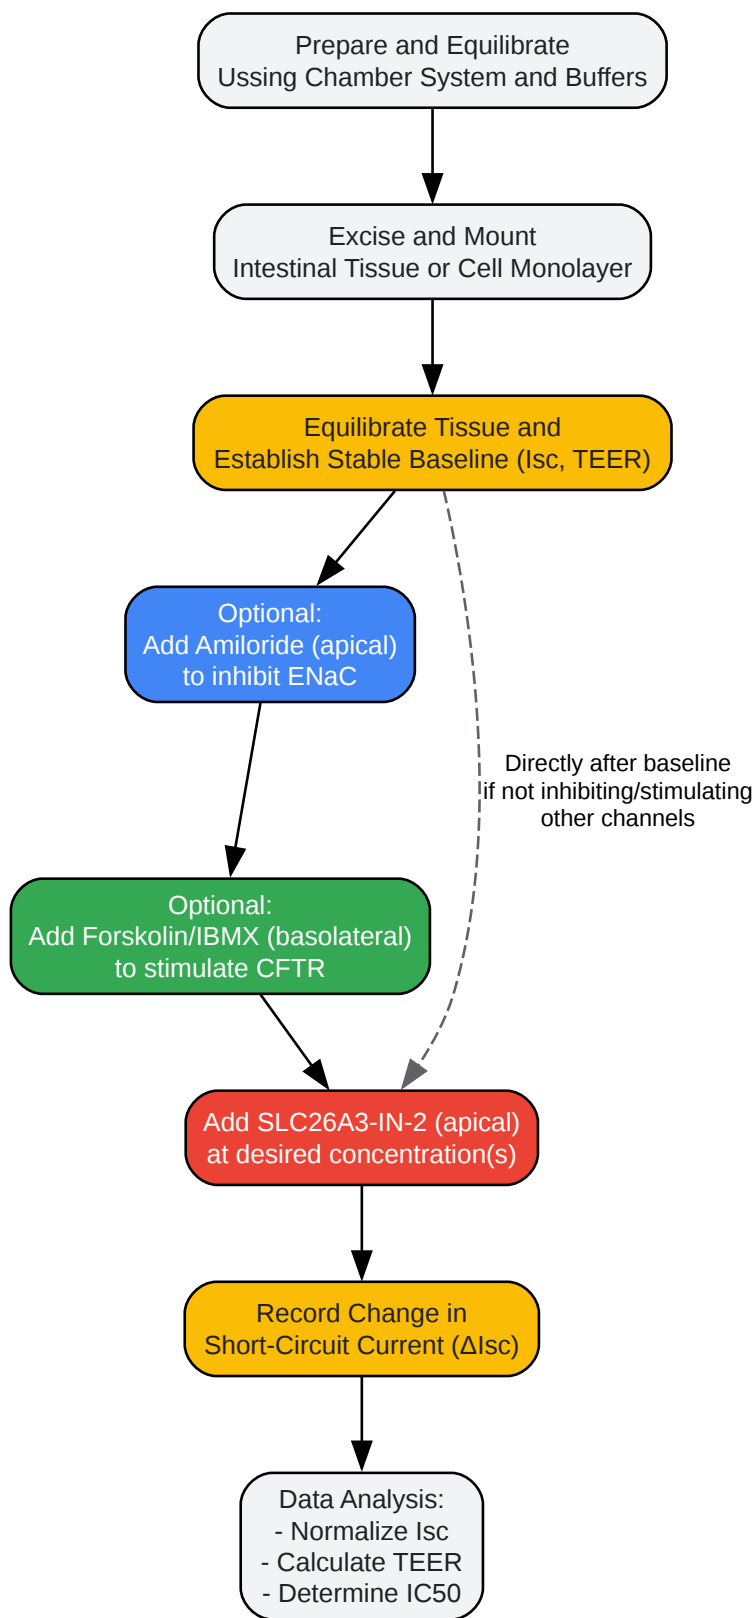 Prepare and Equilibrate
Ussing Chamber System and Buffers
Excise and Mount
Intestinal Tissue or Cell Monolayer
Equilibrate Tissue and
Establish Stable Baseline (Isc, TEER)
Optional:
Add Amiloride (apical)
to inhibit ENaC
Directly after baseline
if not inhibiting/stimulating
other channels
Optional:
Add Forskolin/IBMX (basolateral)
to stimulate CFTR
Add SLC26A3-IN-2 (apical)
at desired concentration(s)
Record Change in
Short-Circuit Current (ΔIsc)
Data Analysis:
- Normalize Isc
- Calculate TEER
- Determine IC50